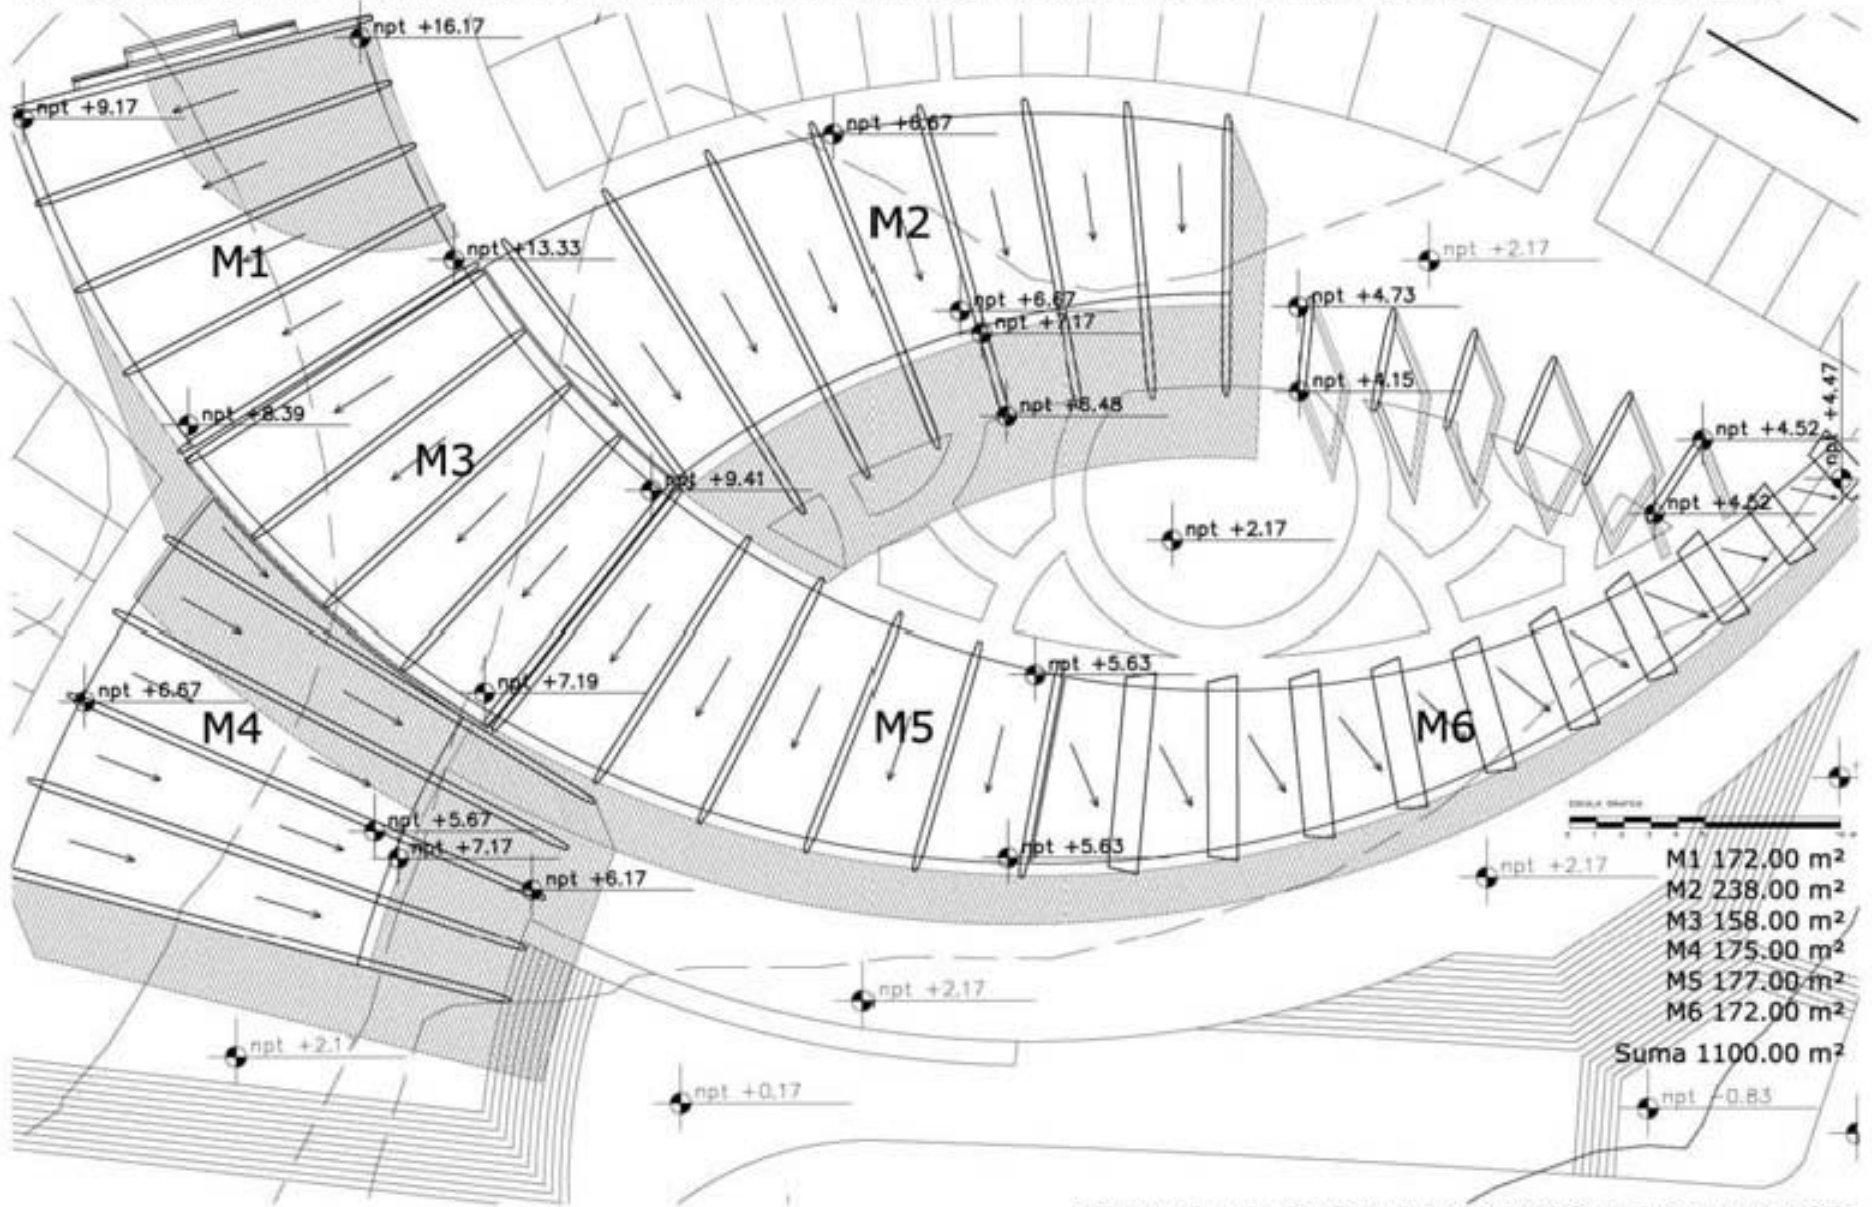 npt +16.17
npt +9.17
npt +6.67
M1
M2
npt +13.33
npt +2.17
npt +6.67
npt +4.73
npt +7.17
npt +4.15
npt +4.47
npt +8.39
npt +6.48
npt +4.52
M3
npt +9.41
npt +4.52
npt +2.17
npt +5.63
npt +7.19
npt +6.67
M4
M5
M6
npt +5.67
npt +7.17
npt +5.63
npt +6.17
npt +2.17
ESCALA GRAFICA
M1 172.00 m²
M2 238.00 m²
M3 158.00 m²
M4 175.00 m²
M5 177.00 m²
M6 172.00 m²
Suma 1100.00 m²
npt +2.17
npt +2.1
npt +0.17
npt -0.83